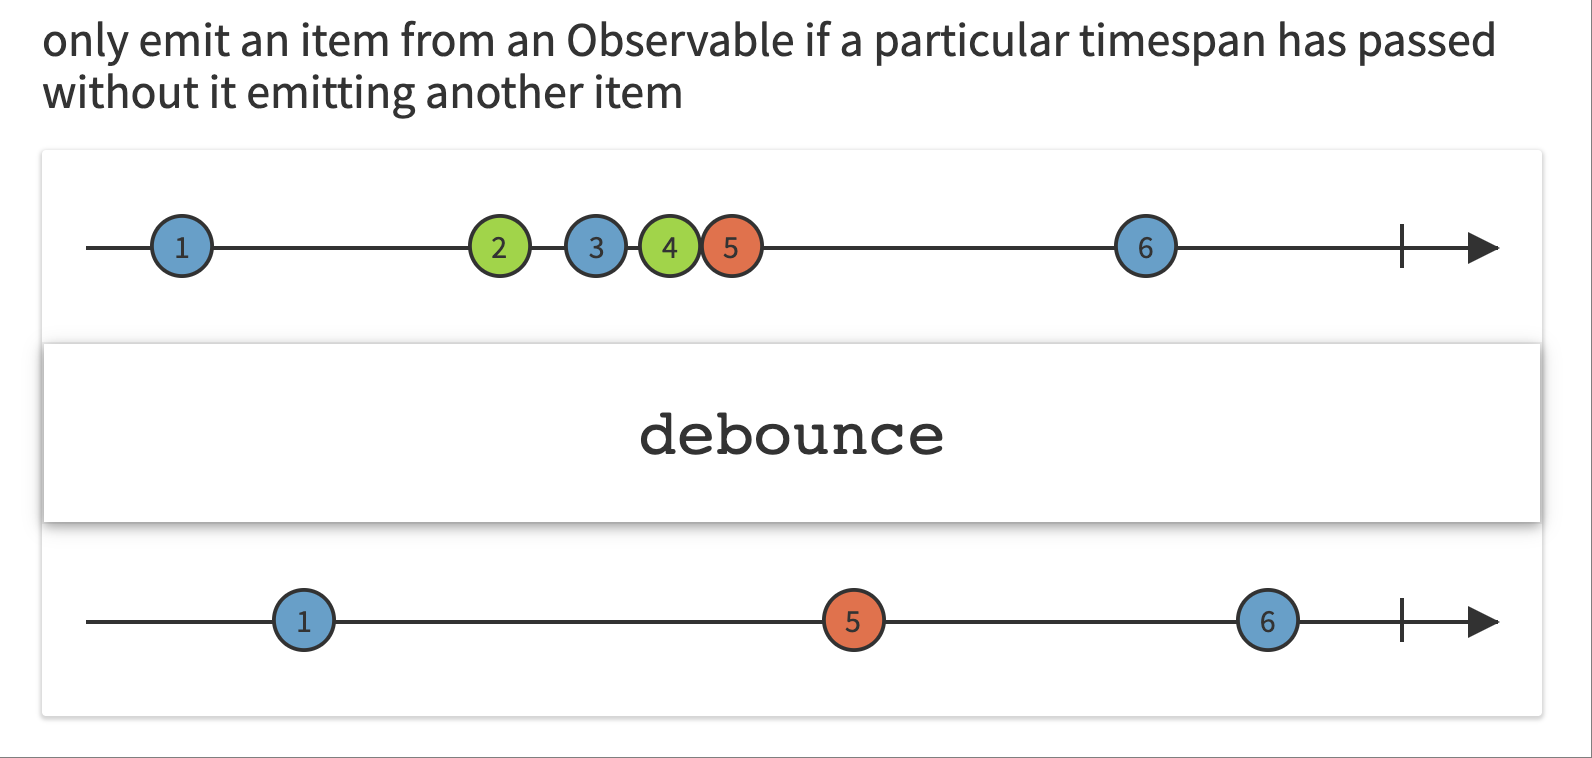 only emit an item from an Observable if a particular timespan has passed
without it emitting another item
1 2 3 4 5 6
debounce
1 5 6